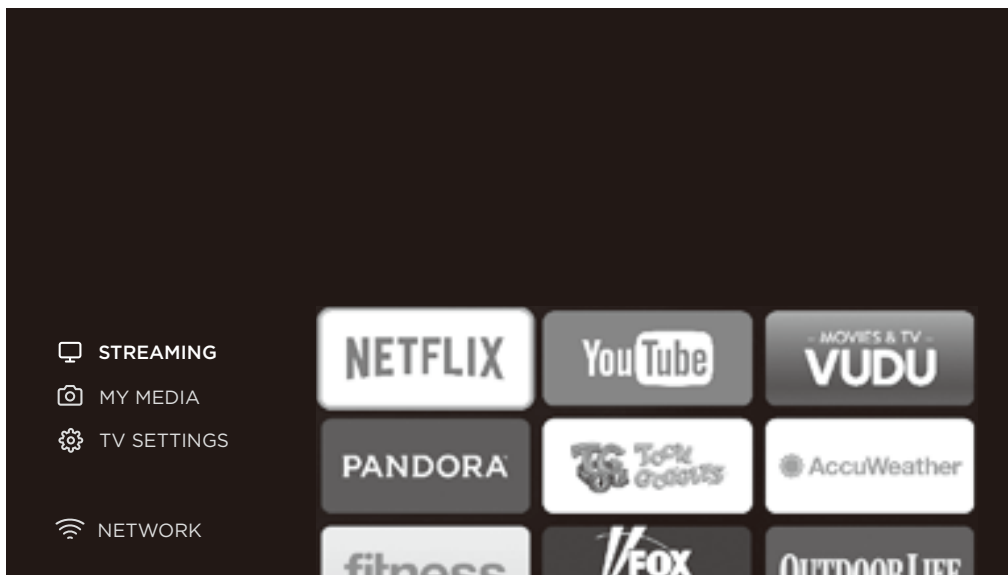 STREAMING
MY MEDIA
TV SETTINGS
NETWORK
NETFLIX
YouTube
MOVIES & TV
VUDU
PANDORA
TOON
GOGGLES
AccuWeather
fitness
FOX
OUTDOOR LIFE